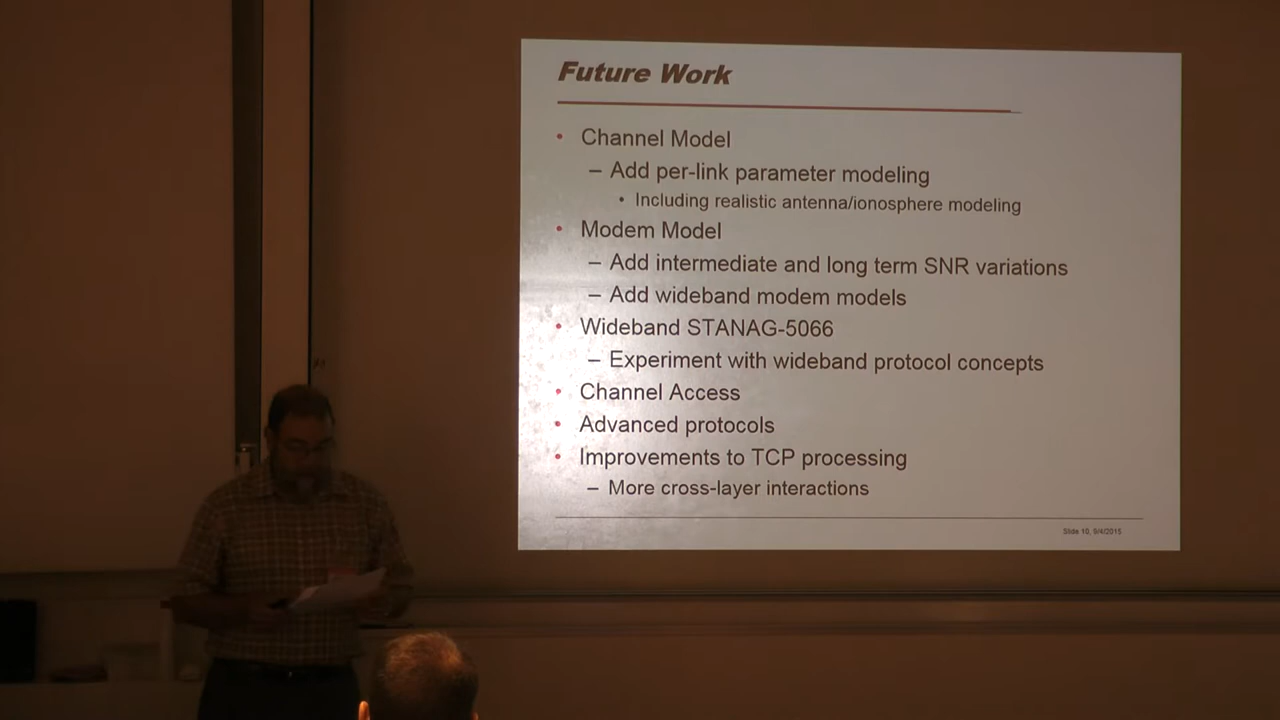 Future Work
• Channel Model
– Add per-link parameter modeling
• Including realistic antenna/ionosphere modeling
• Modem Model
– Add intermediate and long term SNR variations
– Add wideband modem models
• Wideband STANAG-5066
– Experiment with wideband protocol concepts
• Channel Access
• Advanced protocols
• Improvements to TCP processing
– More cross-layer interactions
Slide 10, 9/4/2015